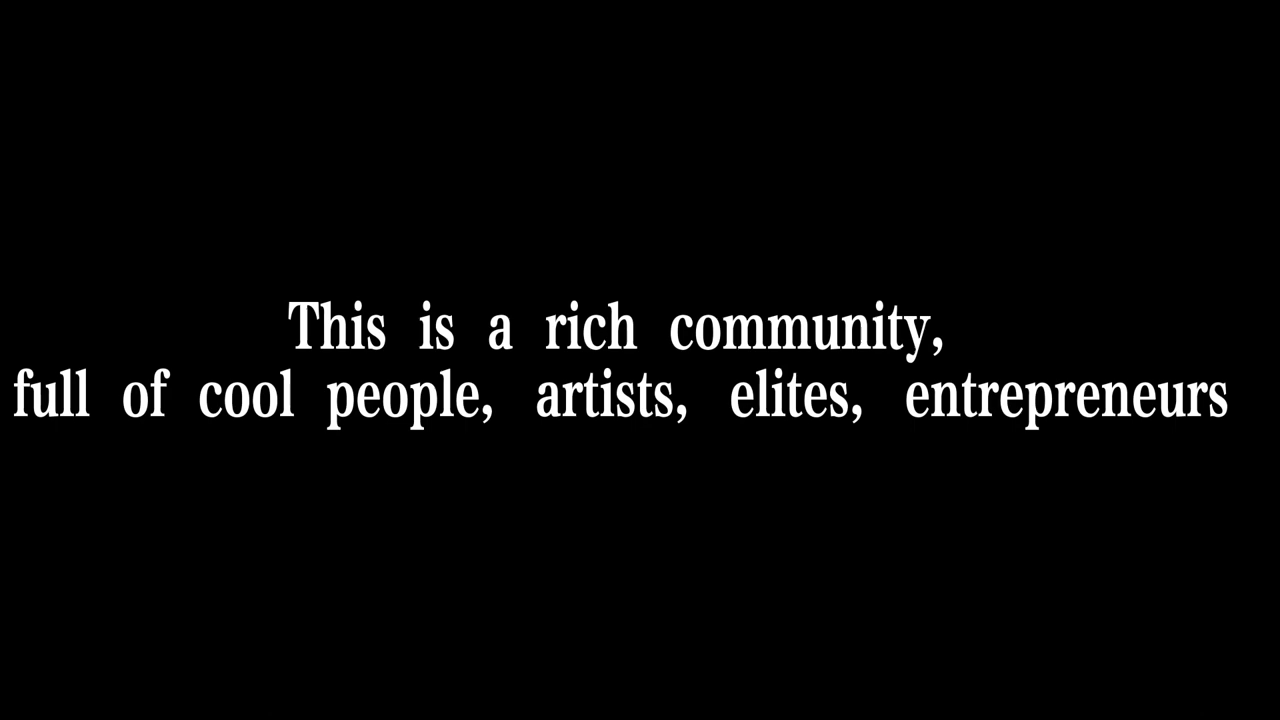 This is a rich community,
full of cool people, artists, elites, entrepreneurs